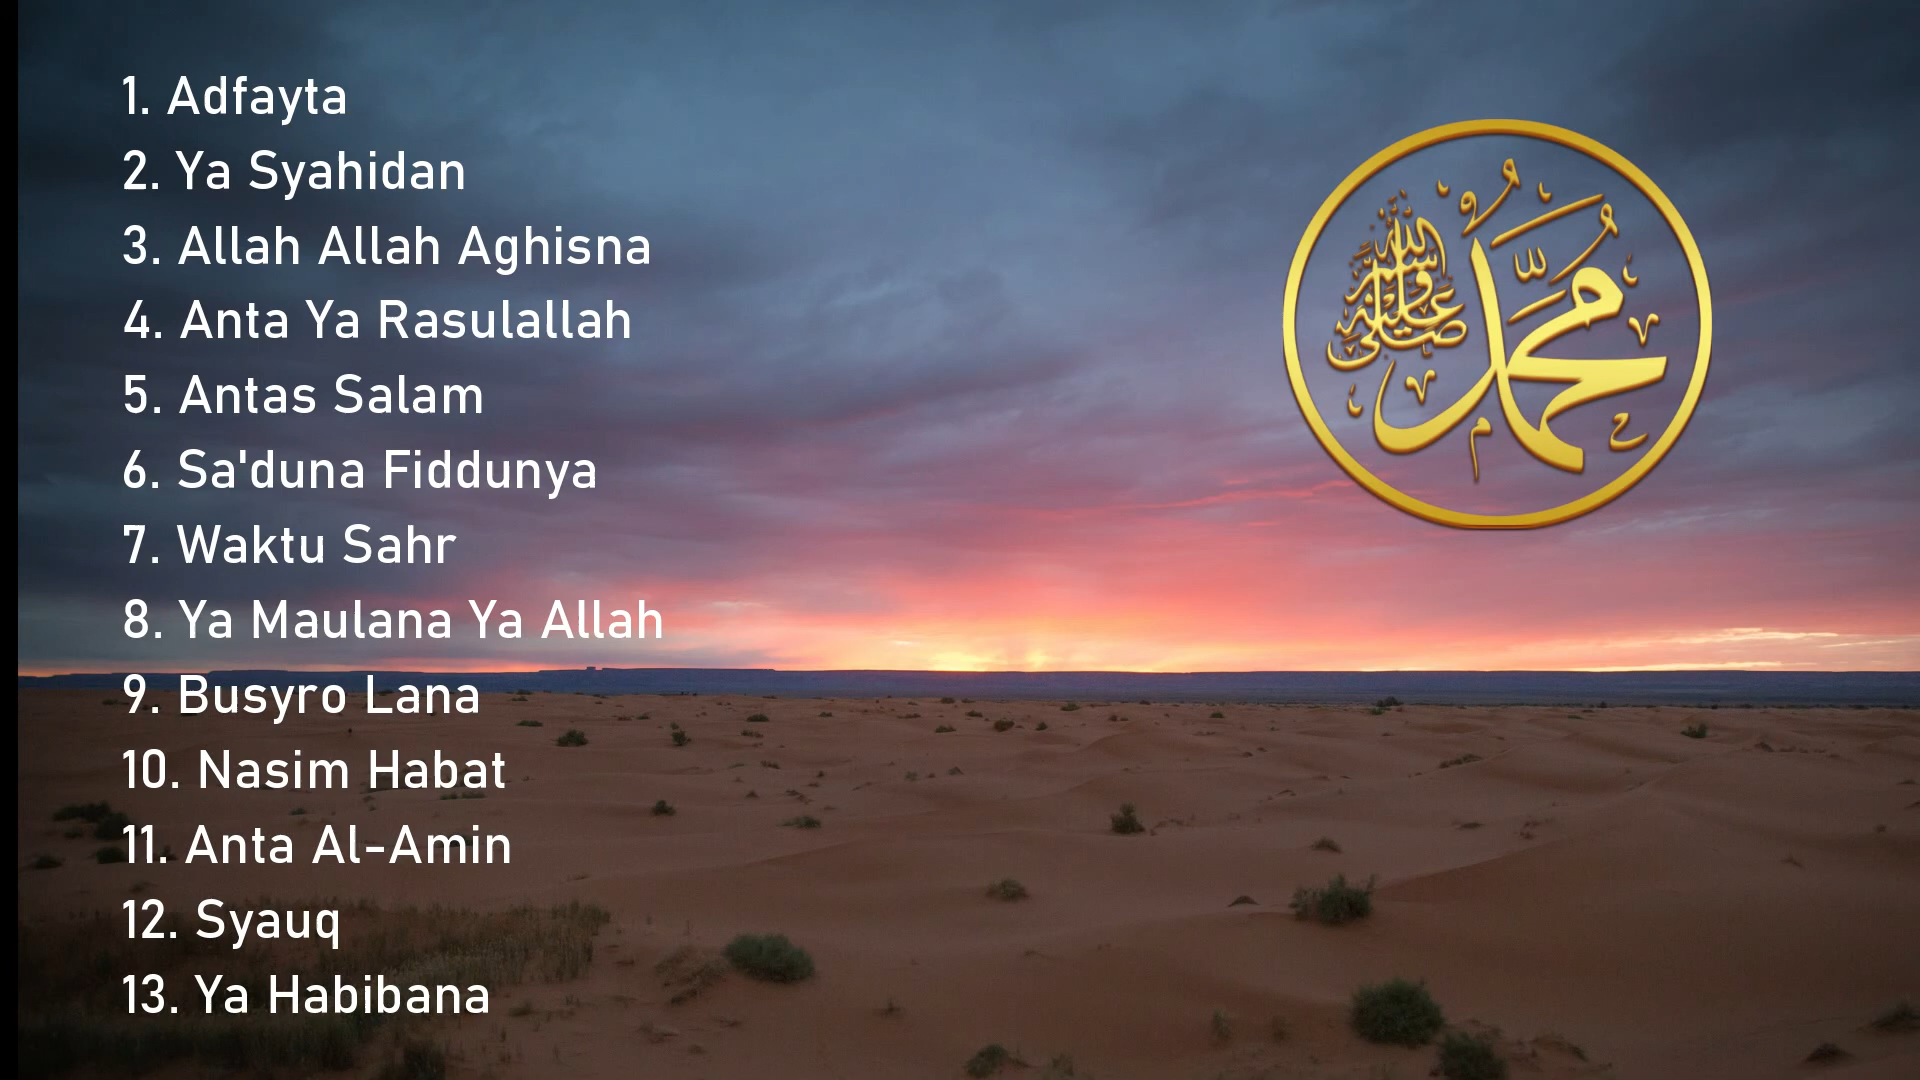 1. Adfayta
2. Ya Syahidan
3. Allah Allah Aghisna
4. Anta Ya Rasulallah
5. Antas Salam
6. Sa'duna Fiddunya
7. Waktu Sahr
8. Ya Maulana Ya Allah
9. Busyro Lana
10. Nasim Habat
11. Anta Al-Amin
12. Syauq
13. Ya Habibana
محمد
صلى الله عليه وسلم